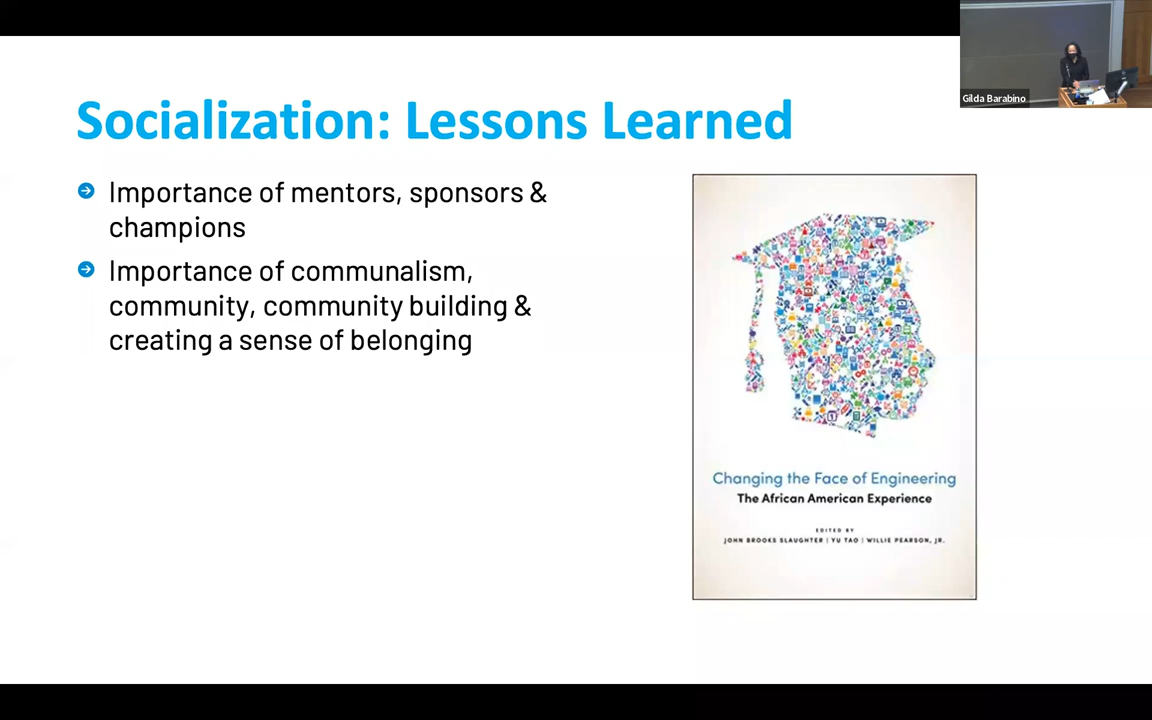 Gilda Barabino
Socialization: Lessons Learned
Importance of mentors, sponsors &
champions
Importance of communalism,
community, community building &
creating a sense of belonging
Changing the Face of Engineering
The African American Experience
EDITED BY
JOHN BROOKS SLAUGHTER | YU TAO | WILLIE PEARSON, JR.